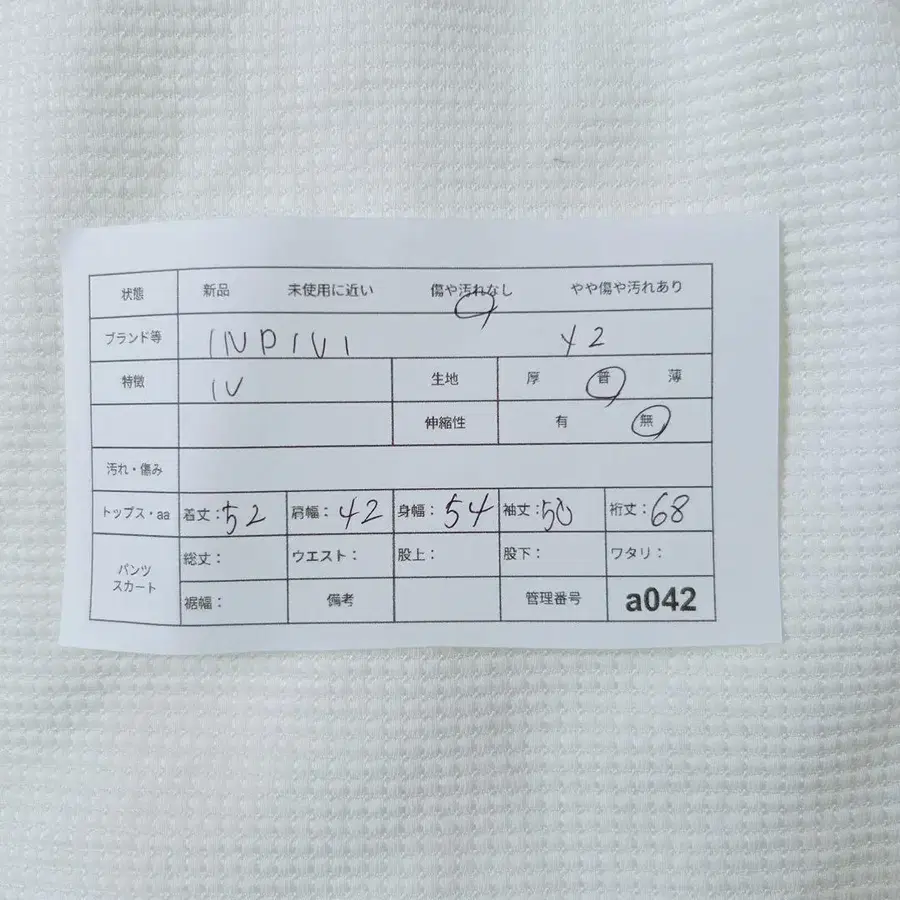 状態 新品 未使用に近い 傷や汚れなし やや傷や汚れあり
ブランド等 INDIVI Y2
特徴 IV 生地 厚 普 薄
伸縮性 有 無
汚れ・傷み
トップス・aa 着丈:52 肩幅:42 身幅:54 袖丈:50 裄丈:68
パンツ スカート 総丈: ウエスト: 股上: 股下: ワタリ:
裾幅: 備考 管理番号 a042